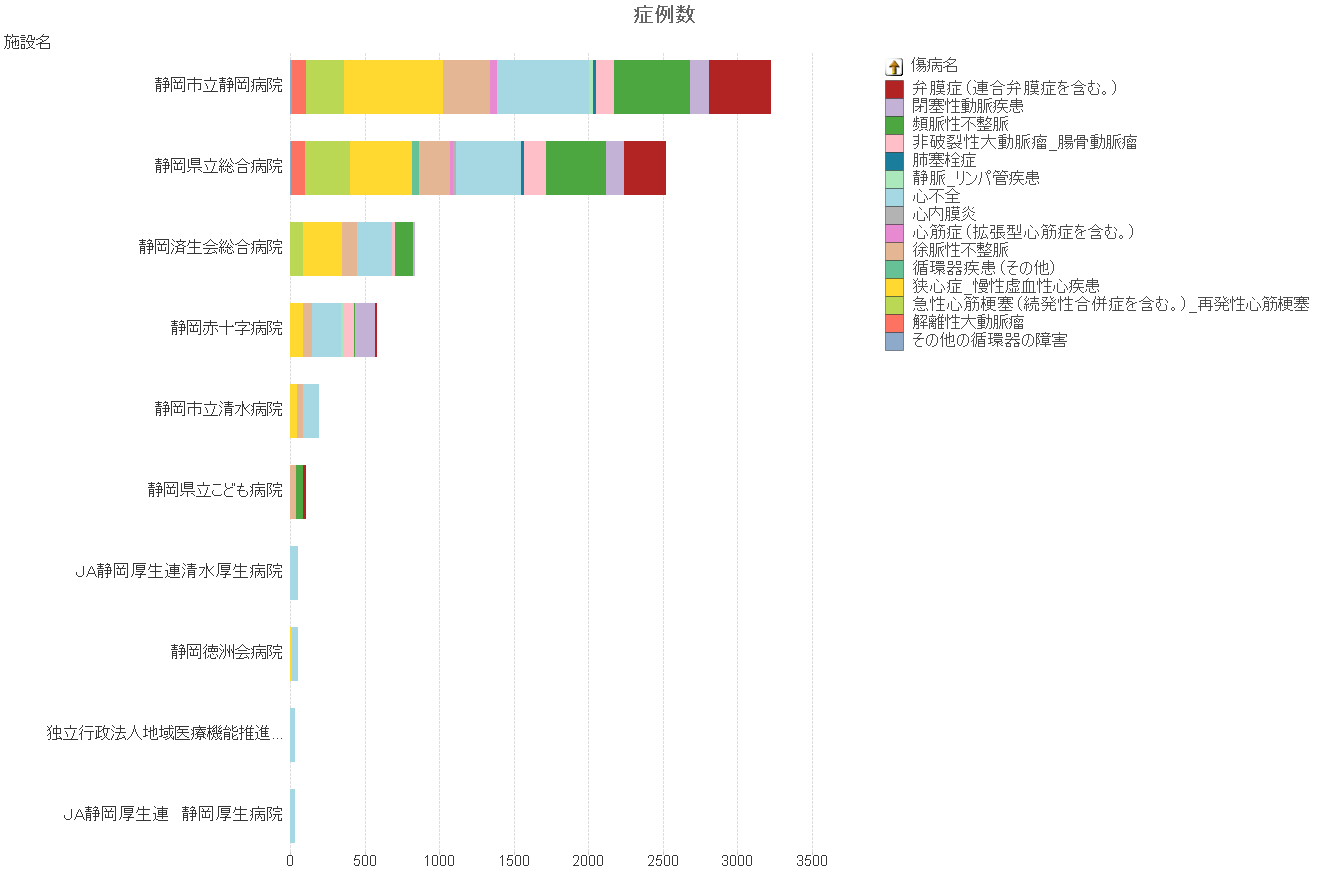 症例数
施設名
静岡市立静岡病院
静岡県立総合病院
静岡済生会総合病院
静岡赤十字病院
静岡市立清水病院
静岡県立こども病院
JA静岡厚生連清水厚生病院
静岡徳洲会病院
独立行政法人地域医療機能推進...
JA静岡厚生連　静岡厚生病院
0 500 1000 1500 2000 2500 3000 3500
傷病名
弁膜症（連合弁膜症を含む。）
閉塞性動脈疾患
頻脈性不整脈
非破裂性大動脈瘤_腸骨動脈瘤
肺塞栓症
静脈_リンパ管疾患
心不全
心内膜炎
心筋症（拡張型心筋症を含む。）
徐脈性不整脈
循環器疾患（その他）
狭心症_慢性虚血性心疾患
急性心筋梗塞（続発性合併症を含む。）_再発性心筋梗塞
解離性大動脈瘤
その他の循環器の障害